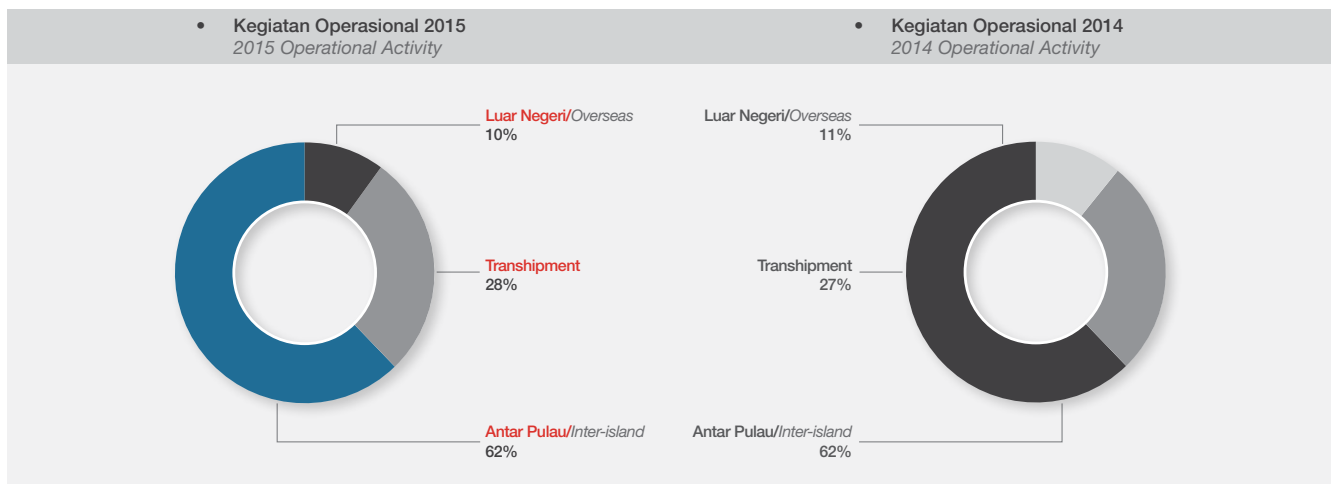 • Kegiatan Operasional 2015
2015 Operational Activity
Luar Negeri/Overseas
10%
Transhipment
28%
Antar Pulau/Inter-island
62%
• Kegiatan Operasional 2014
2014 Operational Activity
Luar Negeri/Overseas
11%
Transhipment
27%
Antar Pulau/Inter-island
62%